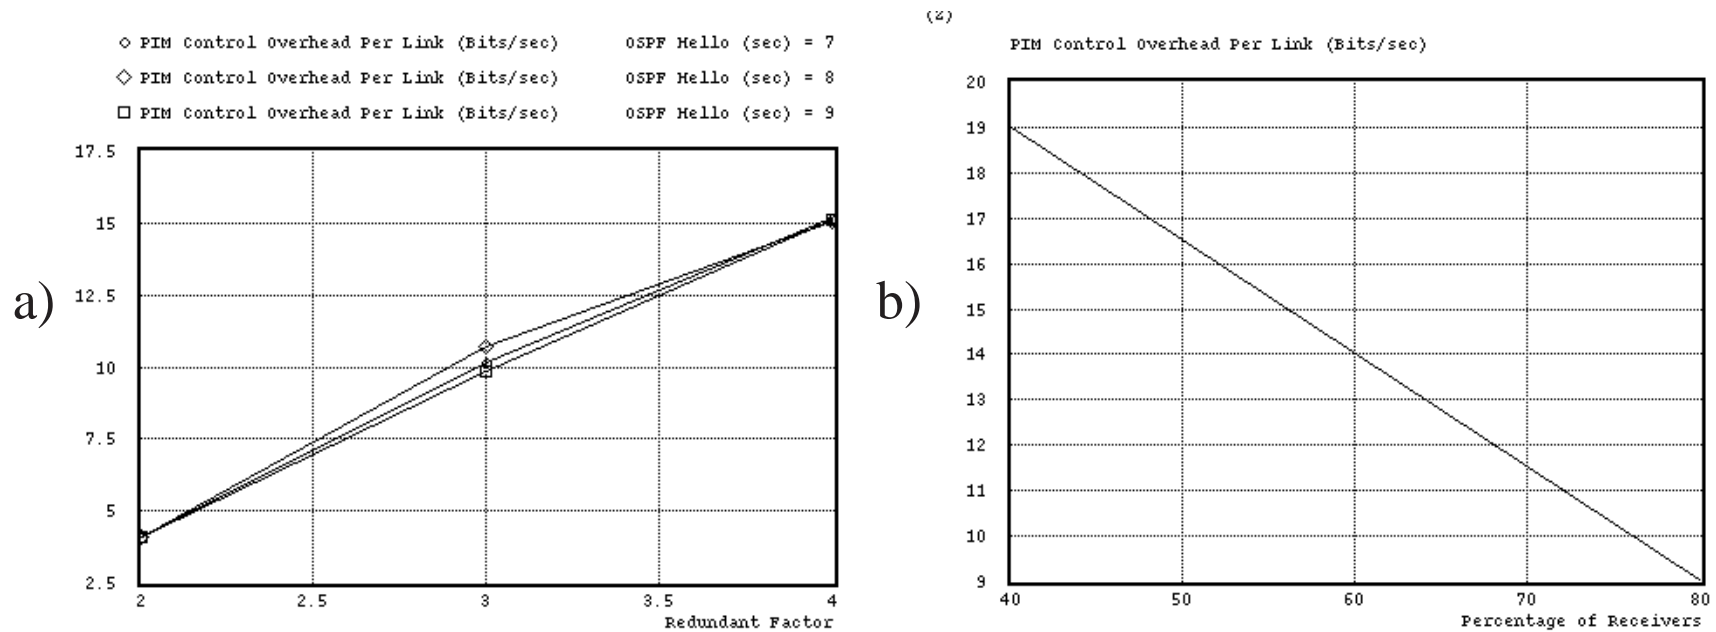 PIM Control Overhead Per Link (Bits/sec) OSPF Hello (sec) = 7
PIM Control Overhead Per Link (Bits/sec) OSPF Hello (sec) = 8
PIM Control Overhead Per Link (Bits/sec) OSPF Hello (sec) = 9
a)
17.5
15
12.5
10
7.5
5
2.5
2 2.5 3 3.5 4
Redundant Factor
(2)
PIM Control Overhead Per Link (Bits/sec)
b)
20
19
18
17
16
15
14
13
12
11
10
9
40 50 60 70 80
Percentage of Receivers